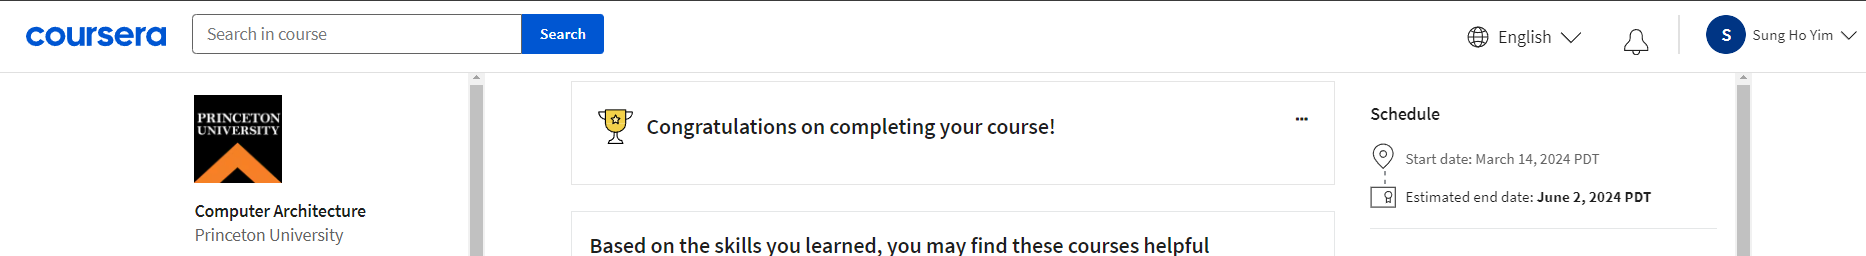 coursera
Search in course
Search
English
S
Sung Ho Yim
PRINCETON
UNIVERSITY
Computer Architecture
Princeton University
Congratulations on completing your course!
Based on the skills you learned, you may find these courses helpful
Schedule
Start date: March 14, 2024 PDT
Estimated end date: June 2, 2024 PDT